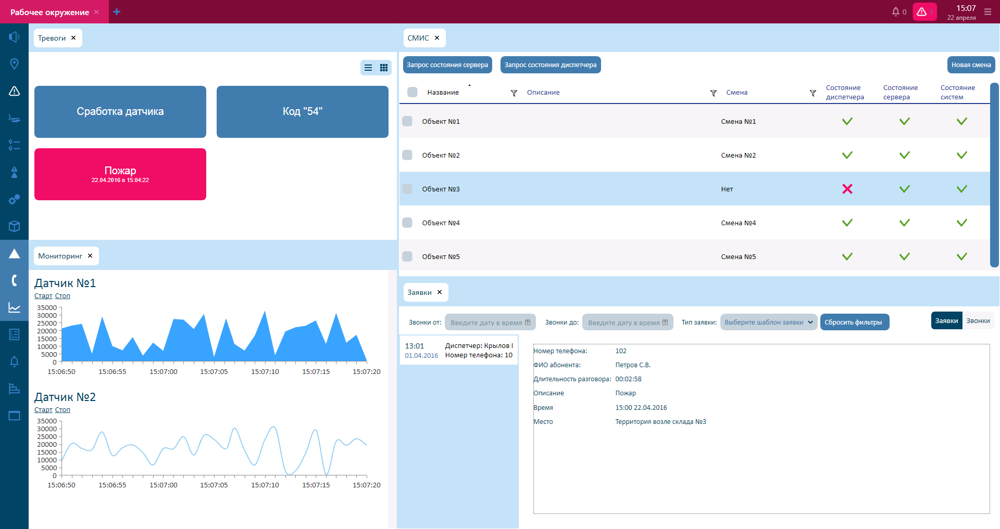 Рабочее окружение
0
1
15:07
22 апреля
Тревоги
Сработка датчика
Код "54"
Пожар
22.04.2016 в 15:04:22
Мониторинг
Датчик №1
Старт Стоп
35000
30000
25000
20000
15000
10000
5000
0
15:06:50 15:06:55 15:07:00 15:07:05 15:07:10 15:07:15 15:07:20
Датчик №2
Старт Стоп
35000
30000
25000
20000
15000
10000
5000
0
15:06:50 15:06:55 15:07:00 15:07:05 15:07:10 15:07:15 15:07:20
СМИС
Запрос состояния сервера Запрос состояния диспетчера Новая смена
Название Описание Смена Состояние диспетчера Состояние сервера Состояние систем
Объект №1 Смена №1
Объект №2 Смена №2
Объект №3 Нет
Объект №4 Смена №4
Объект №5 Смена №5
Заявки
Звонки от: Введите дату в время Звонки до: Введите дату в время Тип заявки: Выберите шаблон заявки Сбросить фильтры Заявки Звонки
13:01 Диспетчер: Крылов
01.04.2016 Номер телефона: 10
Номер телефона: 102
ФИО абонента: Петров С.В.
Длительность разговора: 00:02:58
Описание Пожар
Время 15:00 22.04.2016
Место Территория возле склада №3